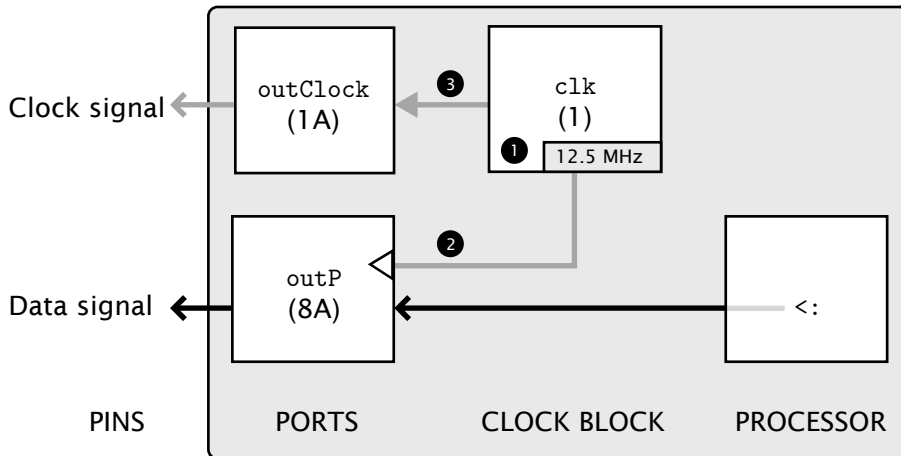 Clock signal
outClock
(1A)
3
clk
(1)
1
12.5 MHz
2
Data signal
outP
(8A)
<:
PINS
PORTS
CLOCK BLOCK
PROCESSOR